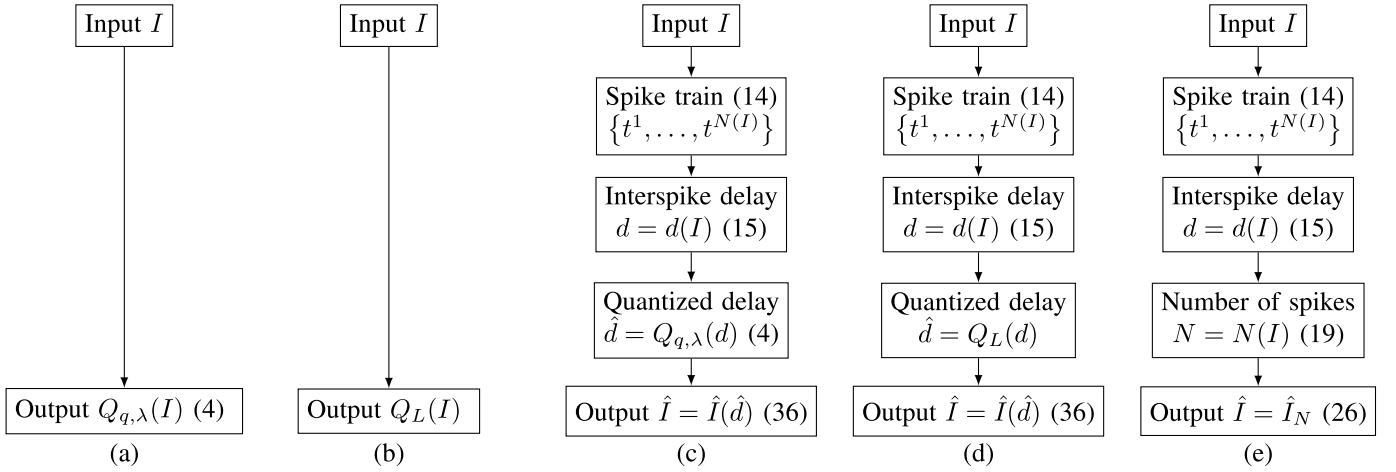 Input I
Output Q_{q,λ}(I) (4)
(a)
Input I
Output Q_L(I)
(b)
Input I
Spike train (14)
{t^1, . . . , t^{N(I)}}
Interspike delay
d = d(I) (15)
Quantized delay
d̂ = Q_{q,λ}(d) (4)
Output Î = Î(d̂) (36)
(c)
Input I
Spike train (14)
{t^1, . . . , t^{N(I)}}
Interspike delay
d = d(I) (15)
Quantized delay
d̂ = Q_L(d)
Output Î = Î(d̂) (36)
(d)
Input I
Spike train (14)
{t^1, . . . , t^{N(I)}}
Interspike delay
d = d(I) (15)
Number of spikes
N = N(I) (19)
Output Î = Î_N (26)
(e)